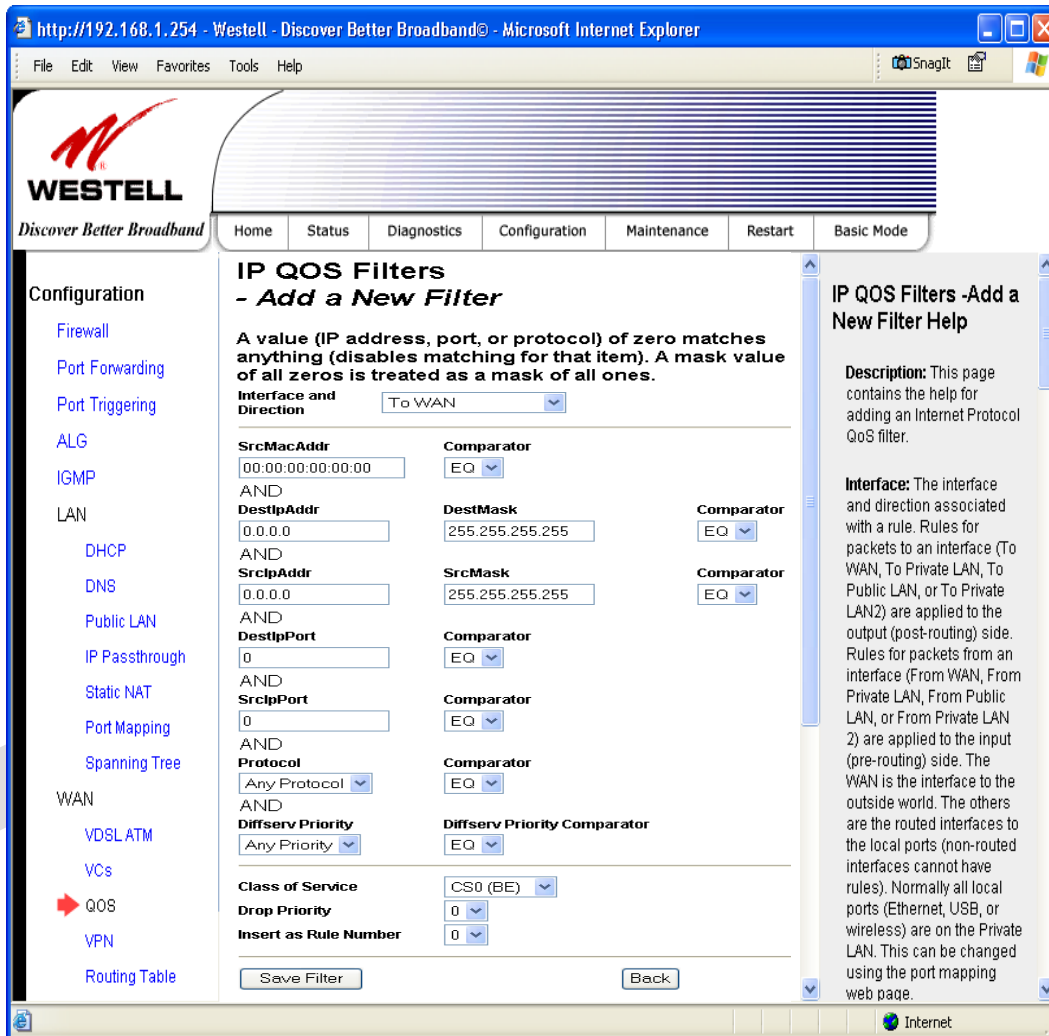 http://192.168.1.254 - Westell - Discover Better Broadband© - Microsoft Internet Explorer
File Edit View Favorites Tools Help
SnagIt
WESTELL
Discover Better Broadband
Home Status Diagnostics Configuration Maintenance Restart Basic Mode
Configuration
Firewall
Port Forwarding
Port Triggering
ALG
IGMP
LAN
DHCP
DNS
Public LAN
IP Passthrough
Static NAT
Port Mapping
Spanning Tree
WAN
VDSL ATM
VCs
QOS
VPN
Routing Table
IP QOS Filters
- Add a New Filter
A value (IP address, port, or protocol) of zero matches
anything (disables matching for that item). A mask value
of all zeros is treated as a mask of all ones.
Interface and
Direction
To WAN
SrcMacAddr Comparator
00:00:00:00:00:00 EQ
AND
DestIpAddr DestMask Comparator
0.0.0.0 255.255.255.255 EQ
AND
SrcIpAddr SrcMask Comparator
0.0.0.0 255.255.255.255 EQ
AND
DestIpPort Comparator
0 EQ
AND
SrcIpPort Comparator
0 EQ
AND
Protocol Comparator
Any Protocol EQ
AND
Diffserv Priority Diffserv Priority Comparator
Any Priority EQ
Class of Service CS0 (BE)
Drop Priority 0
Insert as Rule Number 0
Save Filter Back
IP QOS Filters -Add a
New Filter Help
Description: This page
contains the help for
adding an Internet Protocol
QoS filter.
Interface: The interface
and direction associated
with a rule. Rules for
packets to an interface (To
WAN, To Private LAN, To
Public LAN, or To Private
LAN2) are applied to the
output (post-routing) side.
Rules for packets from an
interface (From WAN, From
Private LAN, From Public
LAN, or From Private LAN
2) are applied to the input
(pre-routing) side. The
WAN is the interface to the
outside world. The others
are the routed interfaces to
the local ports (non-routed
interfaces cannot have
rules). Normally all local
ports (Ethernet, USB, or
wireless) are on the Private
LAN. This can be changed
using the port mapping
web page.
Internet